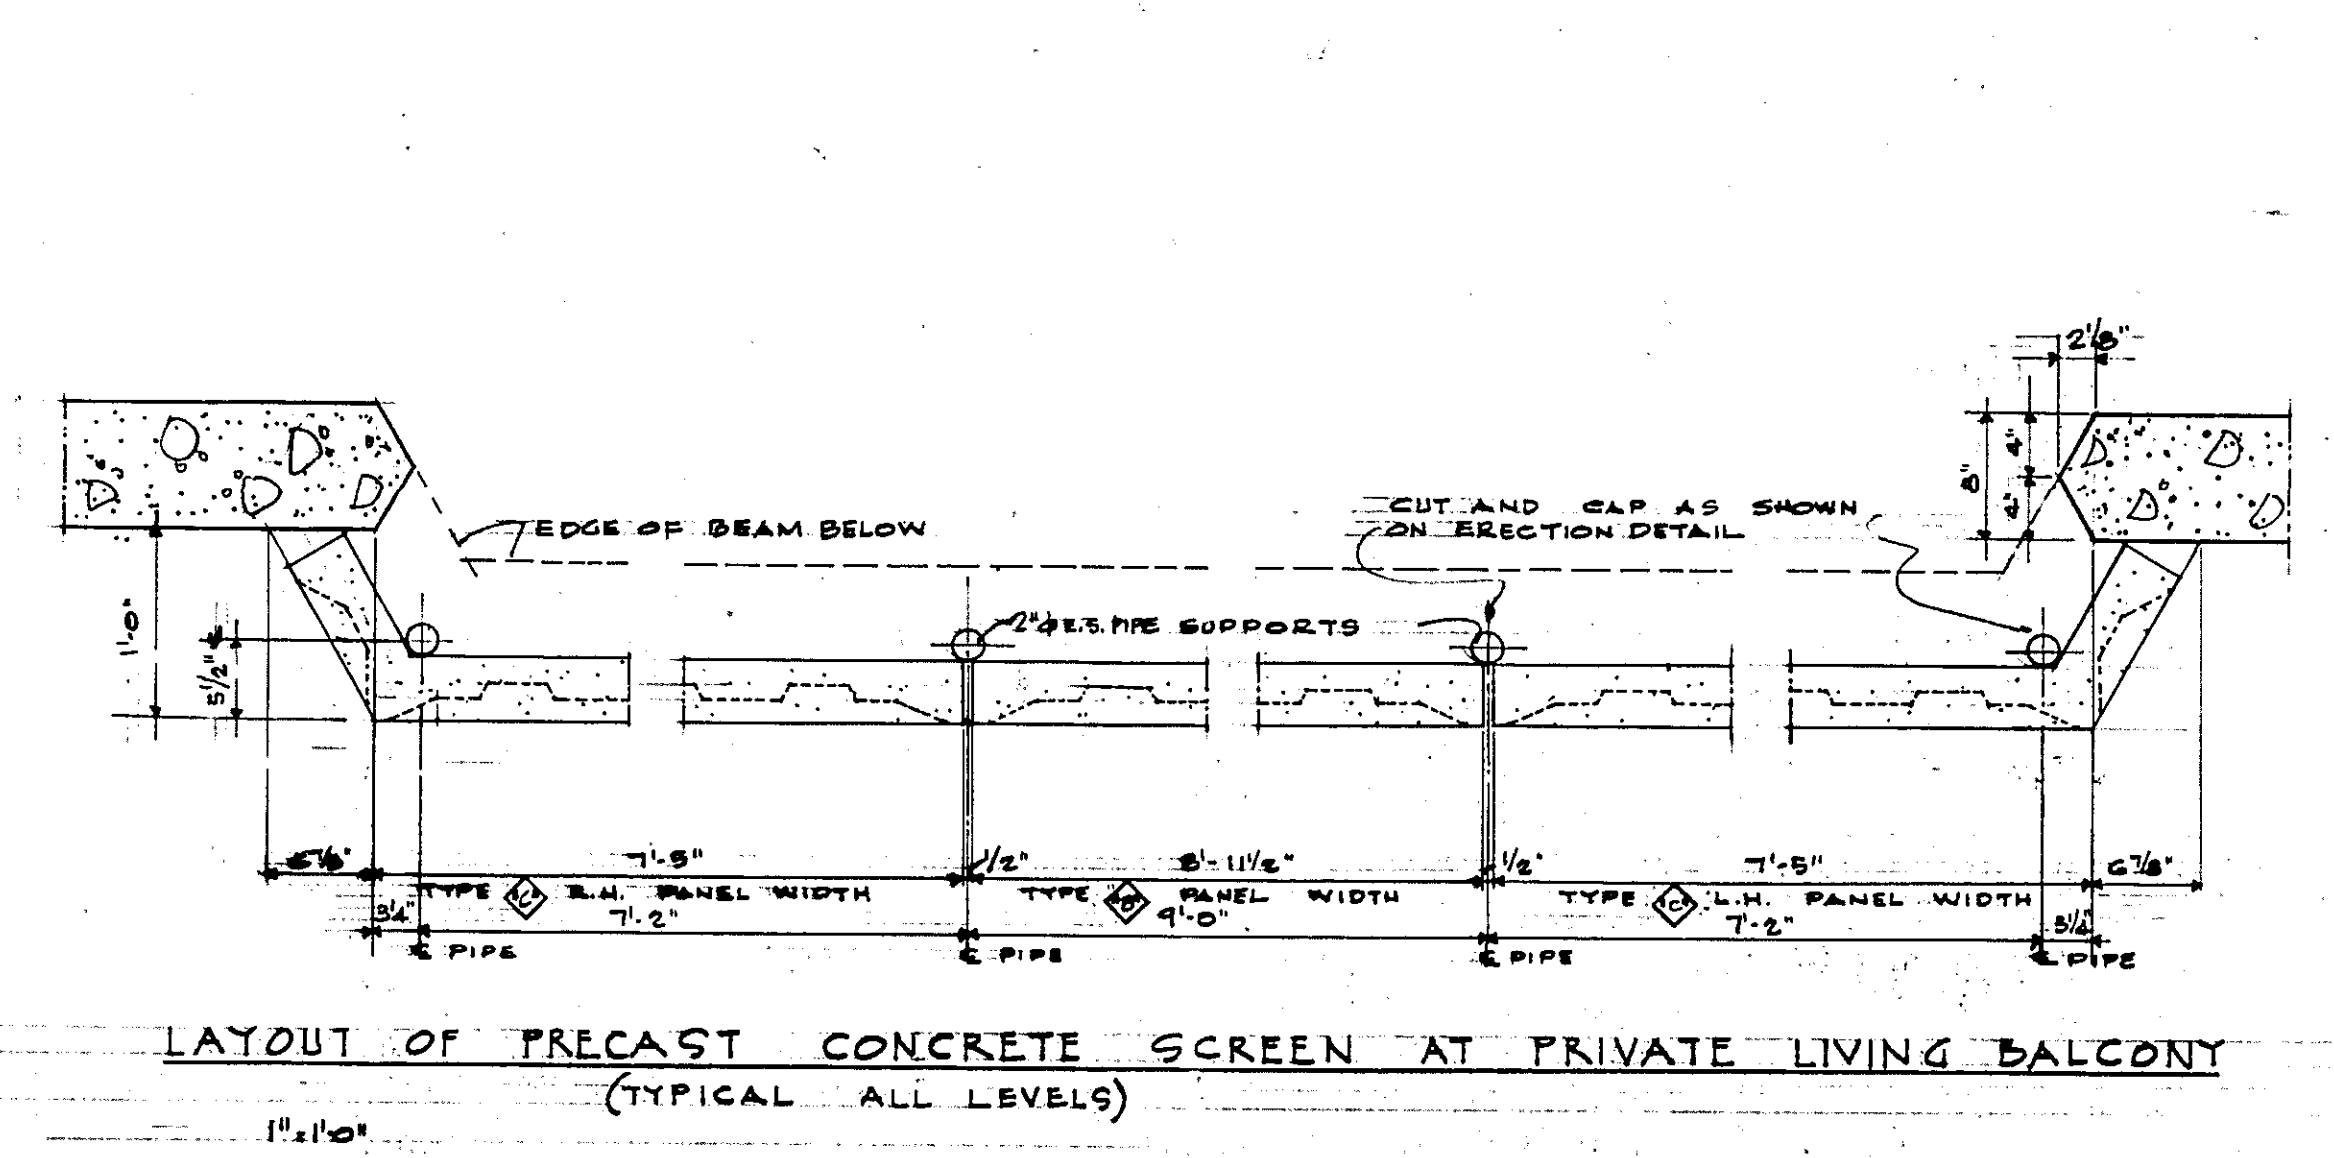 2 1/8"
4"
8"
4"
EDGE OF BEAM BELOW
CUT AND CAP AS SHOWN
ON ERECTION DETAIL
1'-0"
5 1/2"
2"Ø E.S. PIPE SUPPORTS
6 7/8" 7'-5" 1/2" 8'-11 1/2" 1/2" 7'-5" 6 7/8"
TYPE "C" R.H. PANEL WIDTH TYPE PANEL WIDTH TYPE "C" L.H. PANEL WIDTH
3 1/4" 7'-2" 9'-0" 7'-2" 3 1/4"
℄ PIPE ℄ PIPE ℄ PIPE ℄ PIPE
LAYOUT OF PRECAST CONCRETE SCREEN AT PRIVATE LIVING BALCONY
(TYPICAL ALL LEVELS)
1"=1'-0"